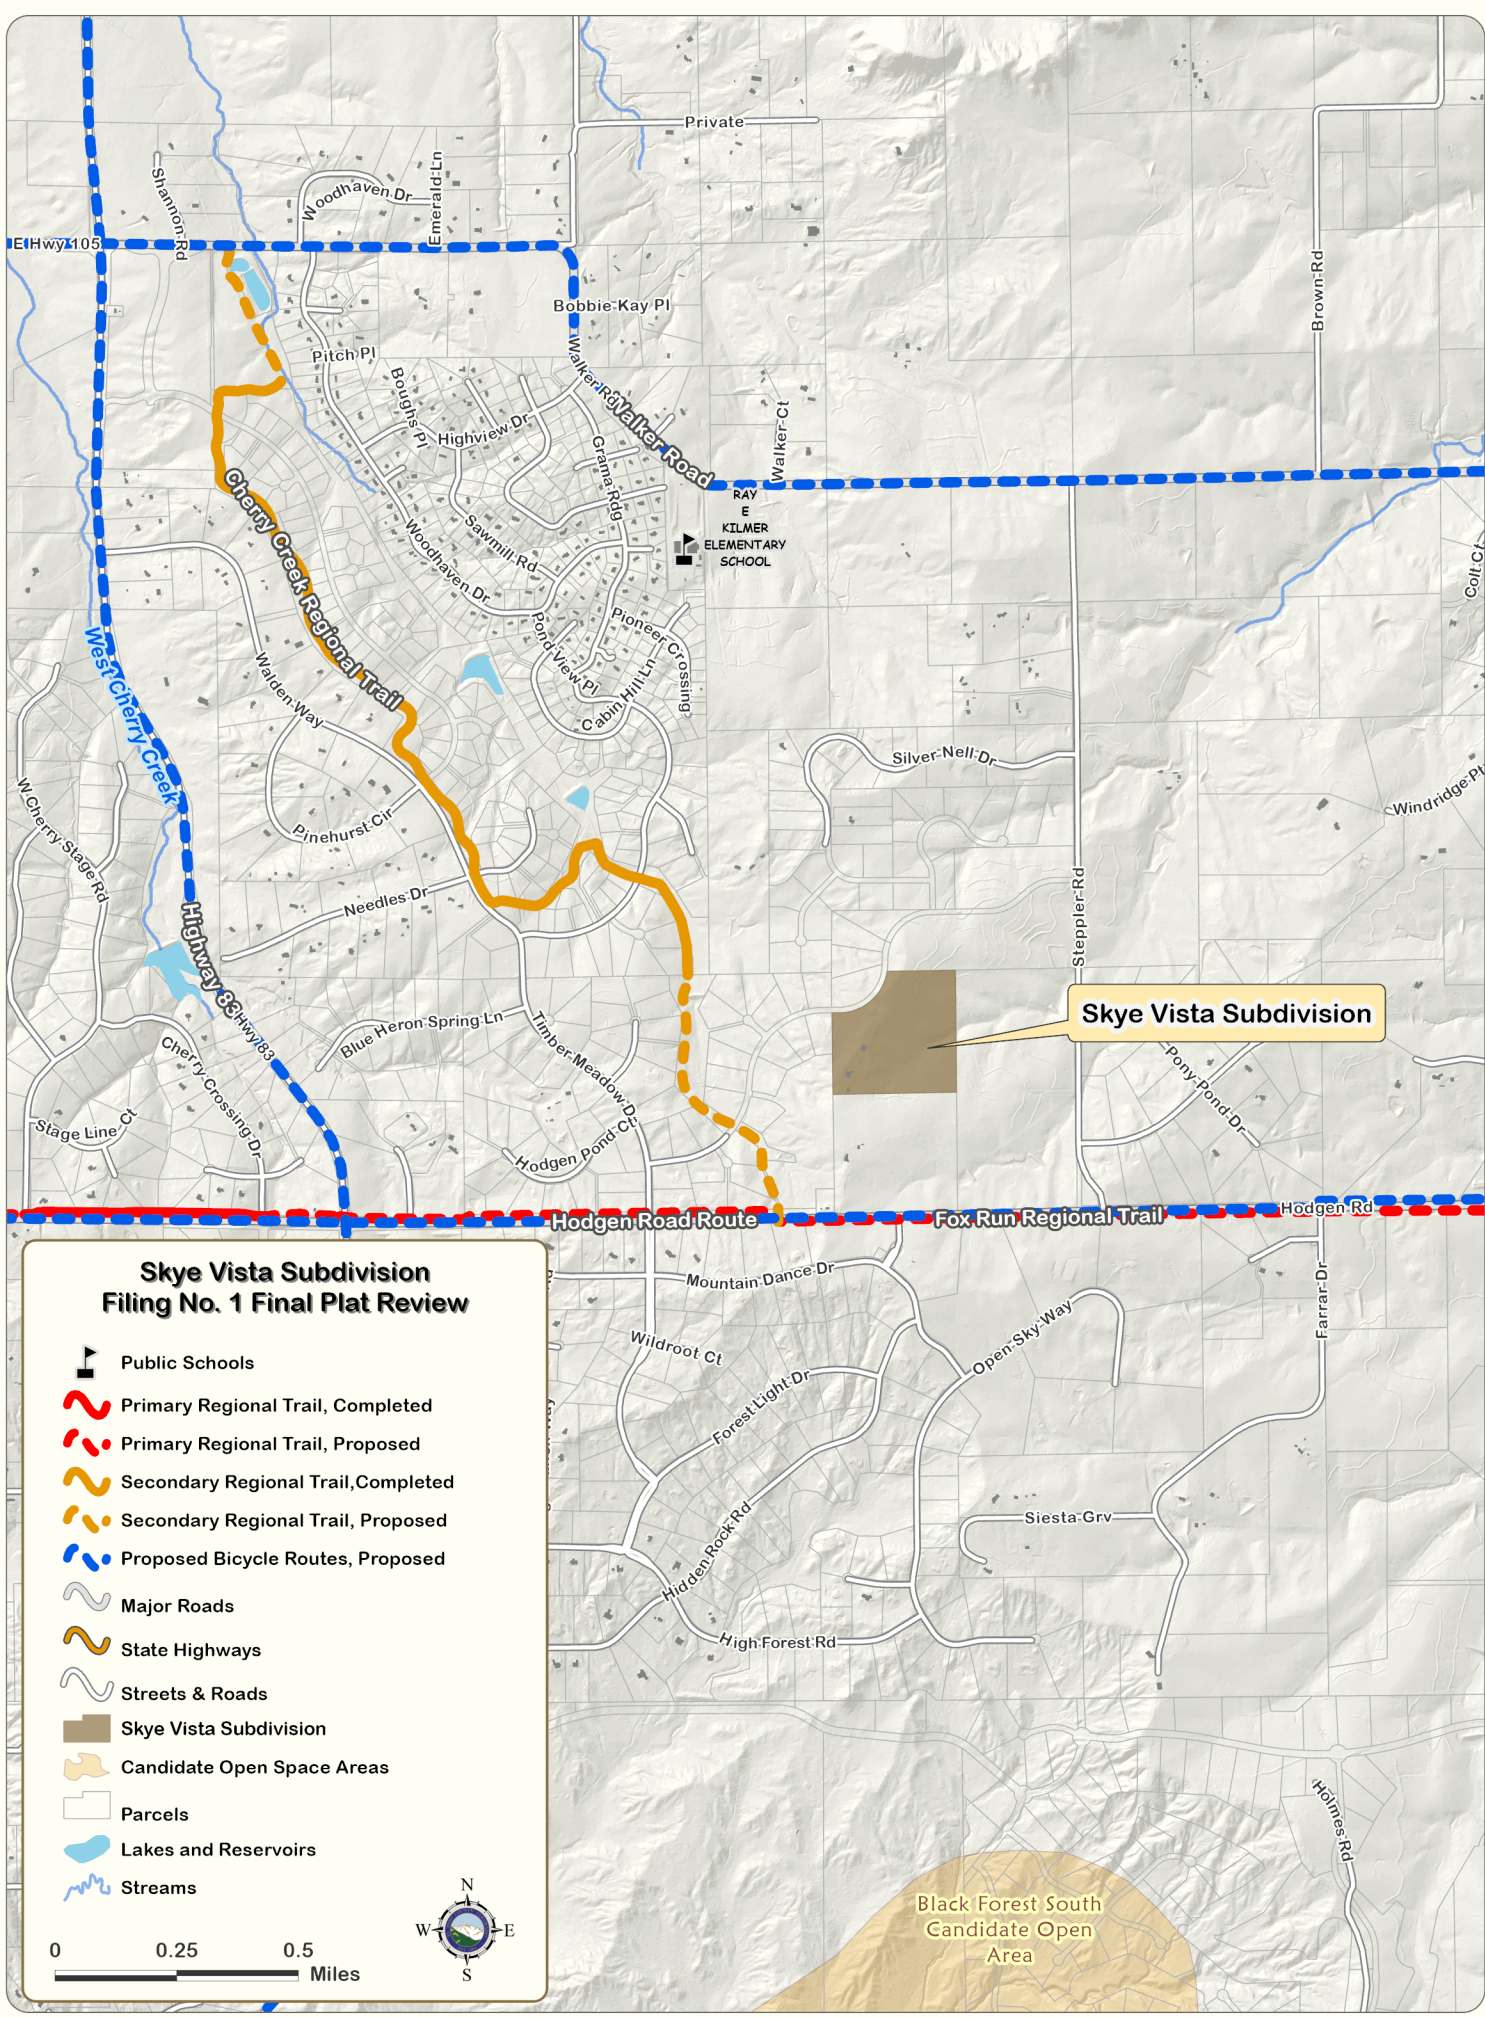 Private
Shannon Rd
Woodhaven Dr
Emerald Ln
E Hwy 105
Brown Rd
Bobbie Kay Pl
Pitch Pl
Walker Rd
Boughs Pl
Highview Dr
Walker Road
Walker Ct
Grama Rdg
RAY
E
KILMER
ELEMENTARY
SCHOOL
Cherry Creek Regional Trail
Sawmill Rd
Woodhaven Dr
Colt Ct
Pond View Pl
Pioneer Crossing
Cabin Hill Ln
West Cherry Creek
Walden Way
Silver Nell Dr
Windridge Pt
W Cherry Stage Rd
Pinehurst Cir
Needles Dr
Steppler Rd
Highway 83
Hwy 83
Skye Vista Subdivision
Blue Heron Spring Ln
Timber Meadow Dr
Cherry Crossing Dr
Pony Pond Dr
Stage Line Ct
Hodgen Pond Ct
Hodgen Road Route
Fox Run Regional Trail
Hodgen Rd
Mountain Dance Dr
Open Sky Way
Farrar Dr
Wildroot Ct
Forest Light Dr
Hidden Rock Rd
Siesta Grv
High Forest Rd
Holmes Rd
Black Forest South
Candidate Open
Area
Skye Vista Subdivision
Filing No. 1 Final Plat Review
Public Schools
Primary Regional Trail, Completed
Primary Regional Trail, Proposed
Secondary Regional Trail,Completed
Secondary Regional Trail, Proposed
Proposed Bicycle Routes, Proposed
Major Roads
State Highways
Streets & Roads
Skye Vista Subdivision
Candidate Open Space Areas
Parcels
Lakes and Reservoirs
Streams
N
W E
S
0 0.25 0.5
Miles